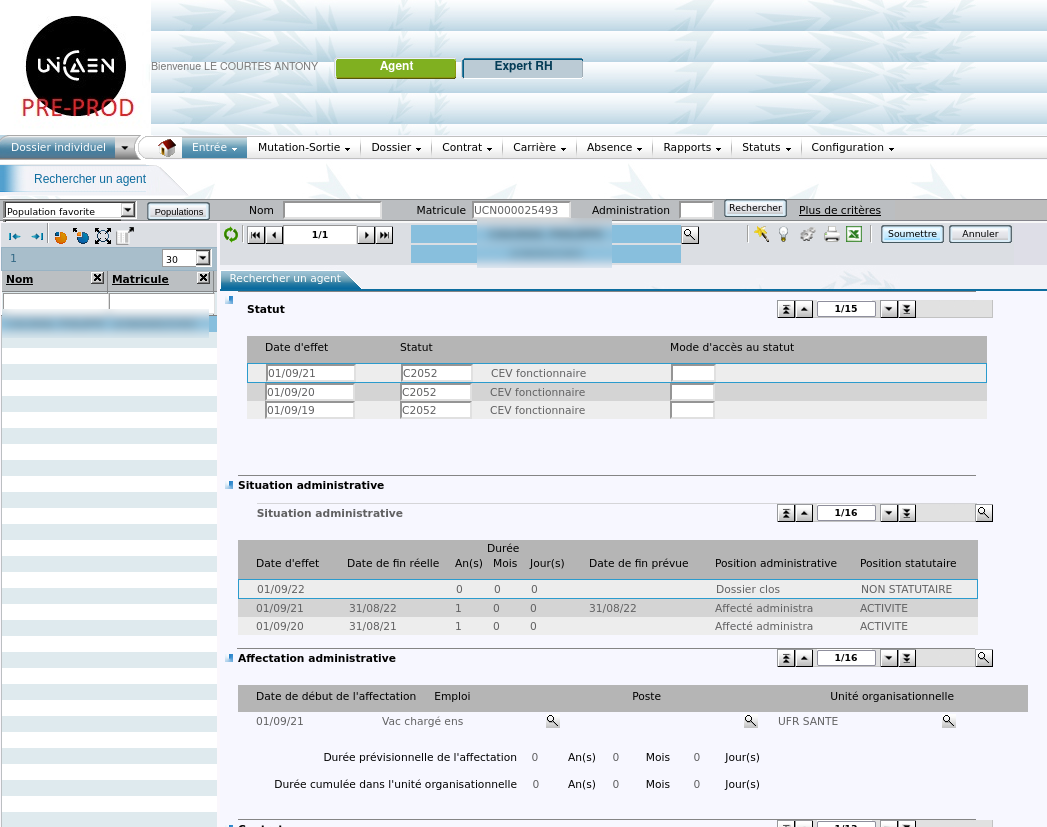 UNICAEN
PRE-PROD
Bienvenue LE COURTES ANTONY Agent Expert RH
Dossier individuel Entrée Mutation-Sortie Dossier Contrat Carrière Absence Rapports Statuts Configuration
Rechercher un agent
Population favorite Populations Nom Matricule UCN000025493 Administration Rechercher Plus de critères
1/1 Soumettre Annuler
1 30
Nom Matricule Rechercher un agent
Statut 1/15
Date d'effet Statut Mode d'accès au statut
01/09/21 C2052 CEV fonctionnaire
01/09/20 C2052 CEV fonctionnaire
01/09/19 C2052 CEV fonctionnaire
Situation administrative
Situation administrative 1/16
Durée
Date d'effet Date de fin réelle An(s) Mois Jour(s) Date de fin prévue Position administrative Position statutaire
01/09/22 0 0 0 Dossier clos NON STATUTAIRE
01/09/21 31/08/22 1 0 0 31/08/22 Affecté administra ACTIVITE
01/09/20 31/08/21 1 0 0 Affecté administra ACTIVITE
Affectation administrative 1/16
Date de début de l'affectation Emploi Poste Unité organisationnelle
01/09/21 Vac chargé ens UFR SANTE
Durée prévisionnelle de l'affectation 0 An(s) 0 Mois 0 Jour(s)
Durée cumulée dans l'unité organisationnelle 0 An(s) 0 Mois 0 Jour(s)